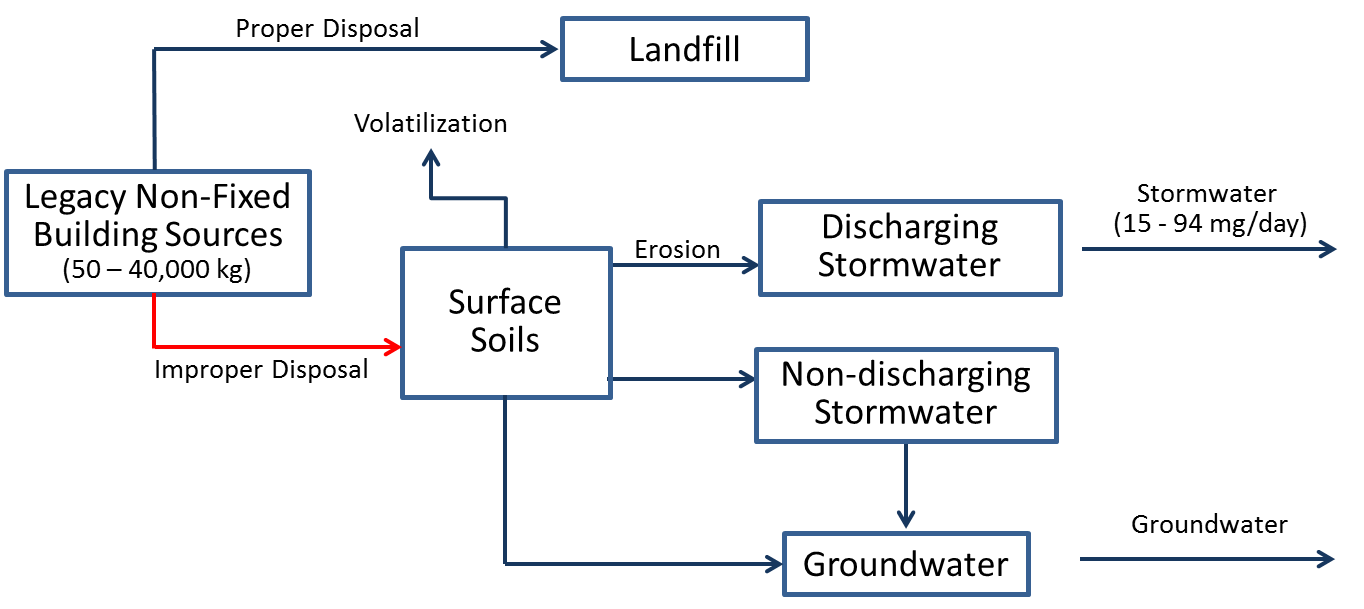 Proper Disposal
Landfill
Volatilization
Legacy Non-Fixed
Building Sources
(50 – 40,000 kg)
Stormwater
(15 - 94 mg/day)
Discharging
Stormwater
Erosion
Surface
Soils
Improper Disposal
Non-discharging
Stormwater
Groundwater
Groundwater